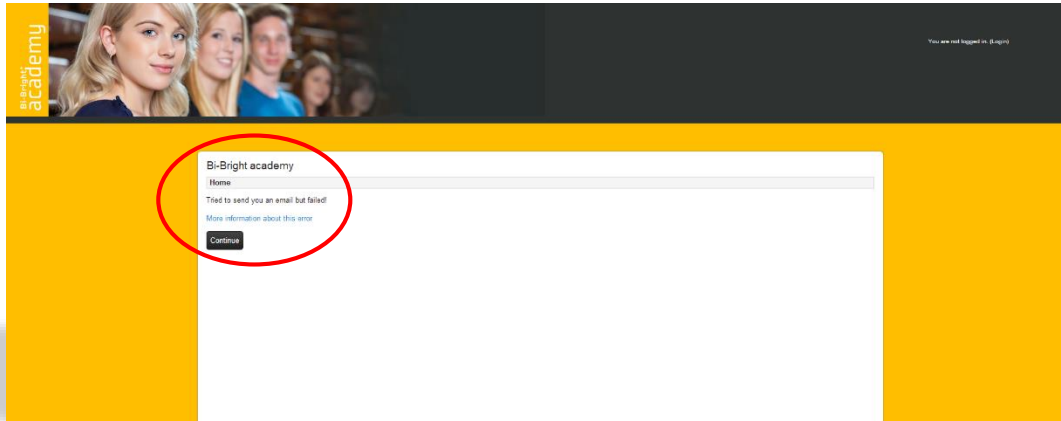 Bi-Bright
academy
You are not logged in. (Login)
Bi-Bright academy
Home
Tried to send you an email but failed!
More information about this error
Continue